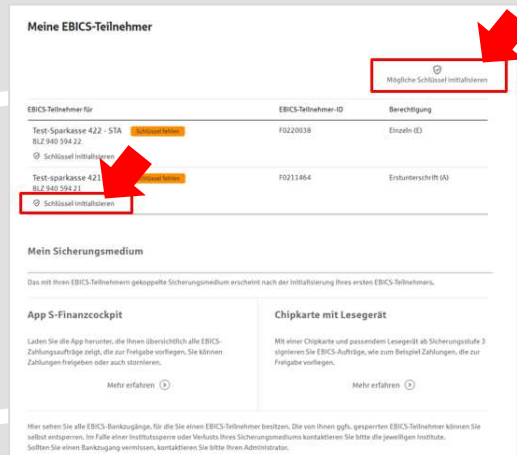 Meine EBICS-Teilnehmer
Mögliche Schlüssel initialisieren
EBICS-Teilnehmer für EBICS-Teilnehmer-ID Berechtigung
Test-Sparkasse 422 - STA Schlüssel fehlen F0220038 Einzeln (E)
BLZ 940 594 22
Schlüssel initialisieren
Test-sparkasse 421 Schlüssel fehlen F0211464 Erstunterschrift (A)
BLZ 940 594 21
Schlüssel initialisieren
Mein Sicherungsmedium
Das mit Ihren EBICS-Teilnehmern gekoppelte Sicherungsmedium erscheint nach der Initialisierung Ihres ersten EBICS-Teilnehmers.
App S-Finanzcockpit
Laden Sie die App herunter, die Ihnen übersichtlich alle EBICS-
Zahlungsaufträge zeigt, die zur Freigabe vorliegen. Sie können
Zahlungen freigeben oder auch stornieren.
Mehr erfahren
Chipkarte mit Lesegerät
Mit einer Chipkarte und passendem Lesegerät ab Sicherungsstufe 3
signieren Sie EBICS-Aufträge, wie zum Beispiel Zahlungen, die zur
Freigabe vorliegen.
Mehr erfahren
Hier sehen Sie alle EBICS-Bankzugänge, für die Sie einen EBICS-Teilnehmer besitzen. Die von Ihnen ggfs. gesperrten EBICS-Teilnehmer können Sie
selbst entsperren. Im Falle einer Institutssperre oder Verlusts Ihres Sicherungsmediums kontaktieren Sie bitte die jeweiligen Institute.
Sollten Sie einen Bankzugang vermissen, kontaktieren Sie bitte Ihren Administrator.